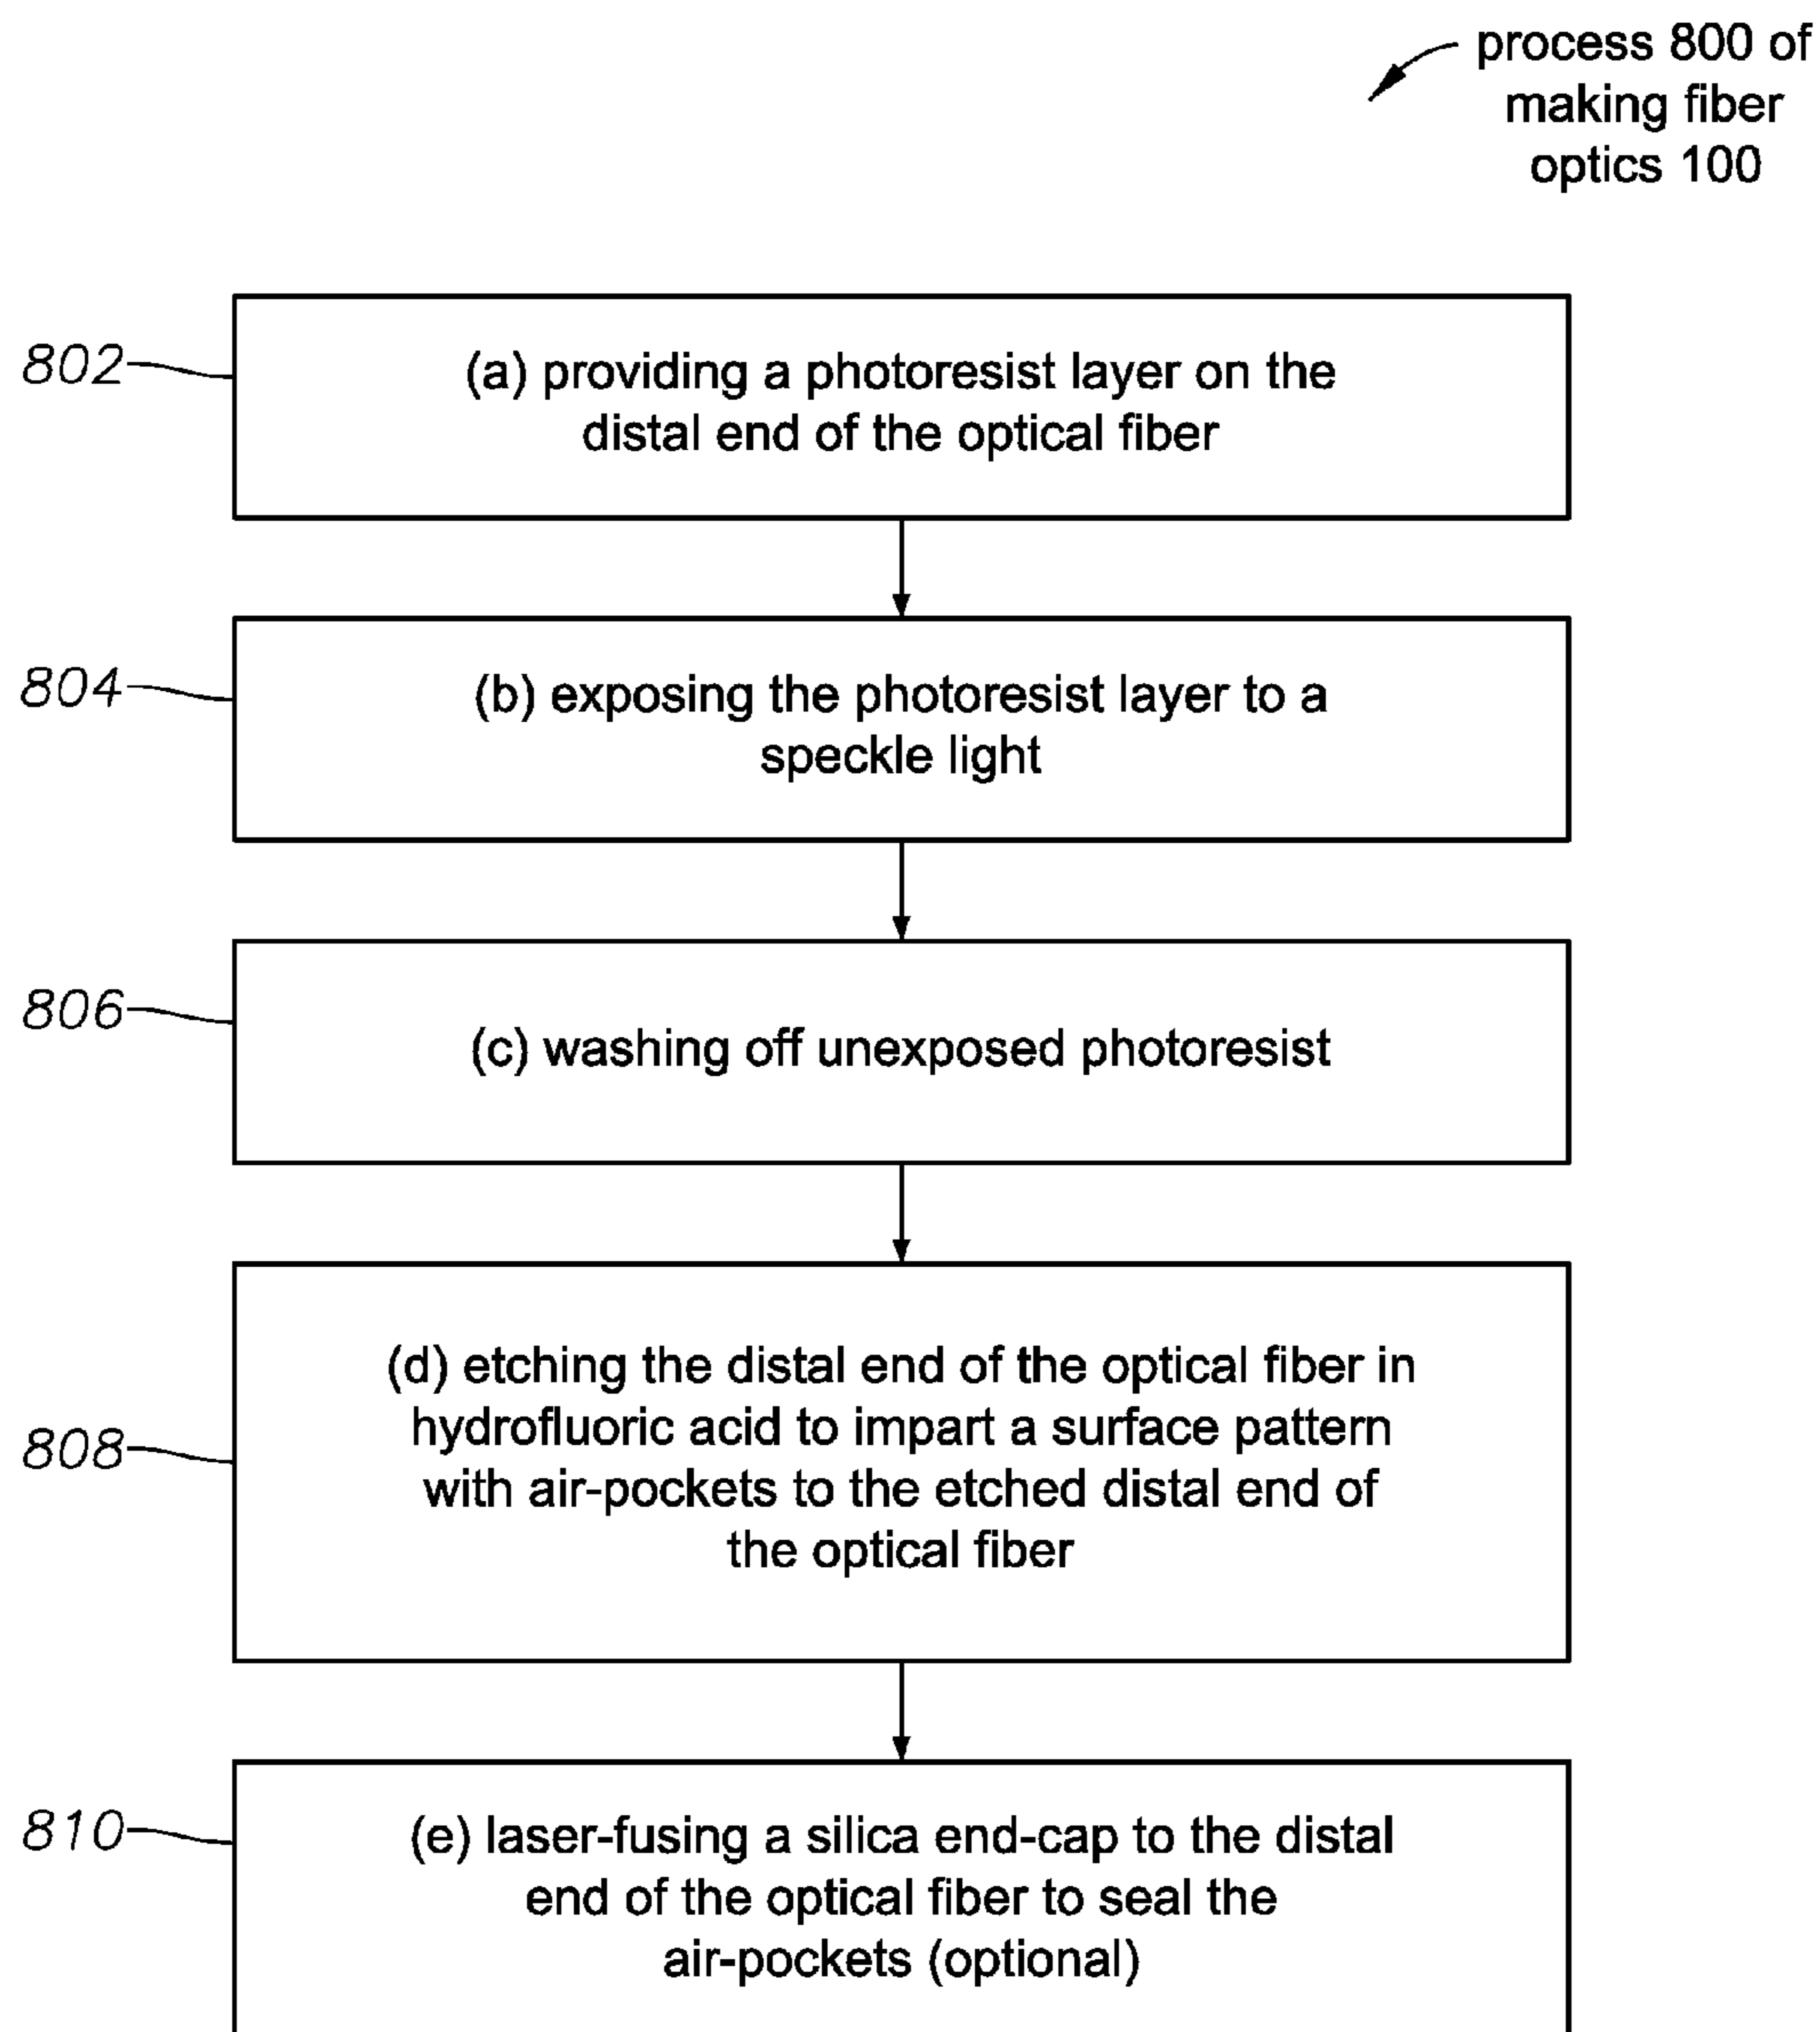 process 800 of
making fiber
optics 100
802
(a) providing a photoresist layer on the
distal end of the optical fiber
804
(b) exposing the photoresist layer to a
speckle light
806
(c) washing off unexposed photoresist
808
(d) etching the distal end of the optical fiber in
hydrofluoric acid to impart a surface pattern
with air-pockets to the etched distal end of
the optical fiber
810
(e) laser-fusing a silica end-cap to the distal
end of the optical fiber to seal the
air-pockets (optional)